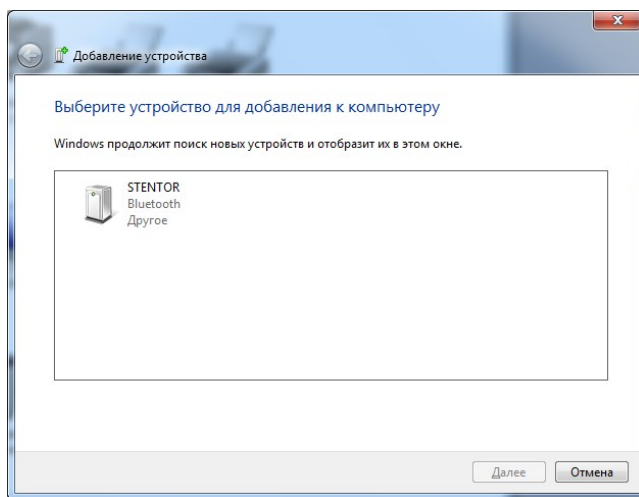 Добавление устройства
Выберите устройство для добавления к компьютеру
Windows продолжит поиск новых устройств и отобразит их в этом окне.
STENTOR
Bluetooth
Другое
Далее
Отмена